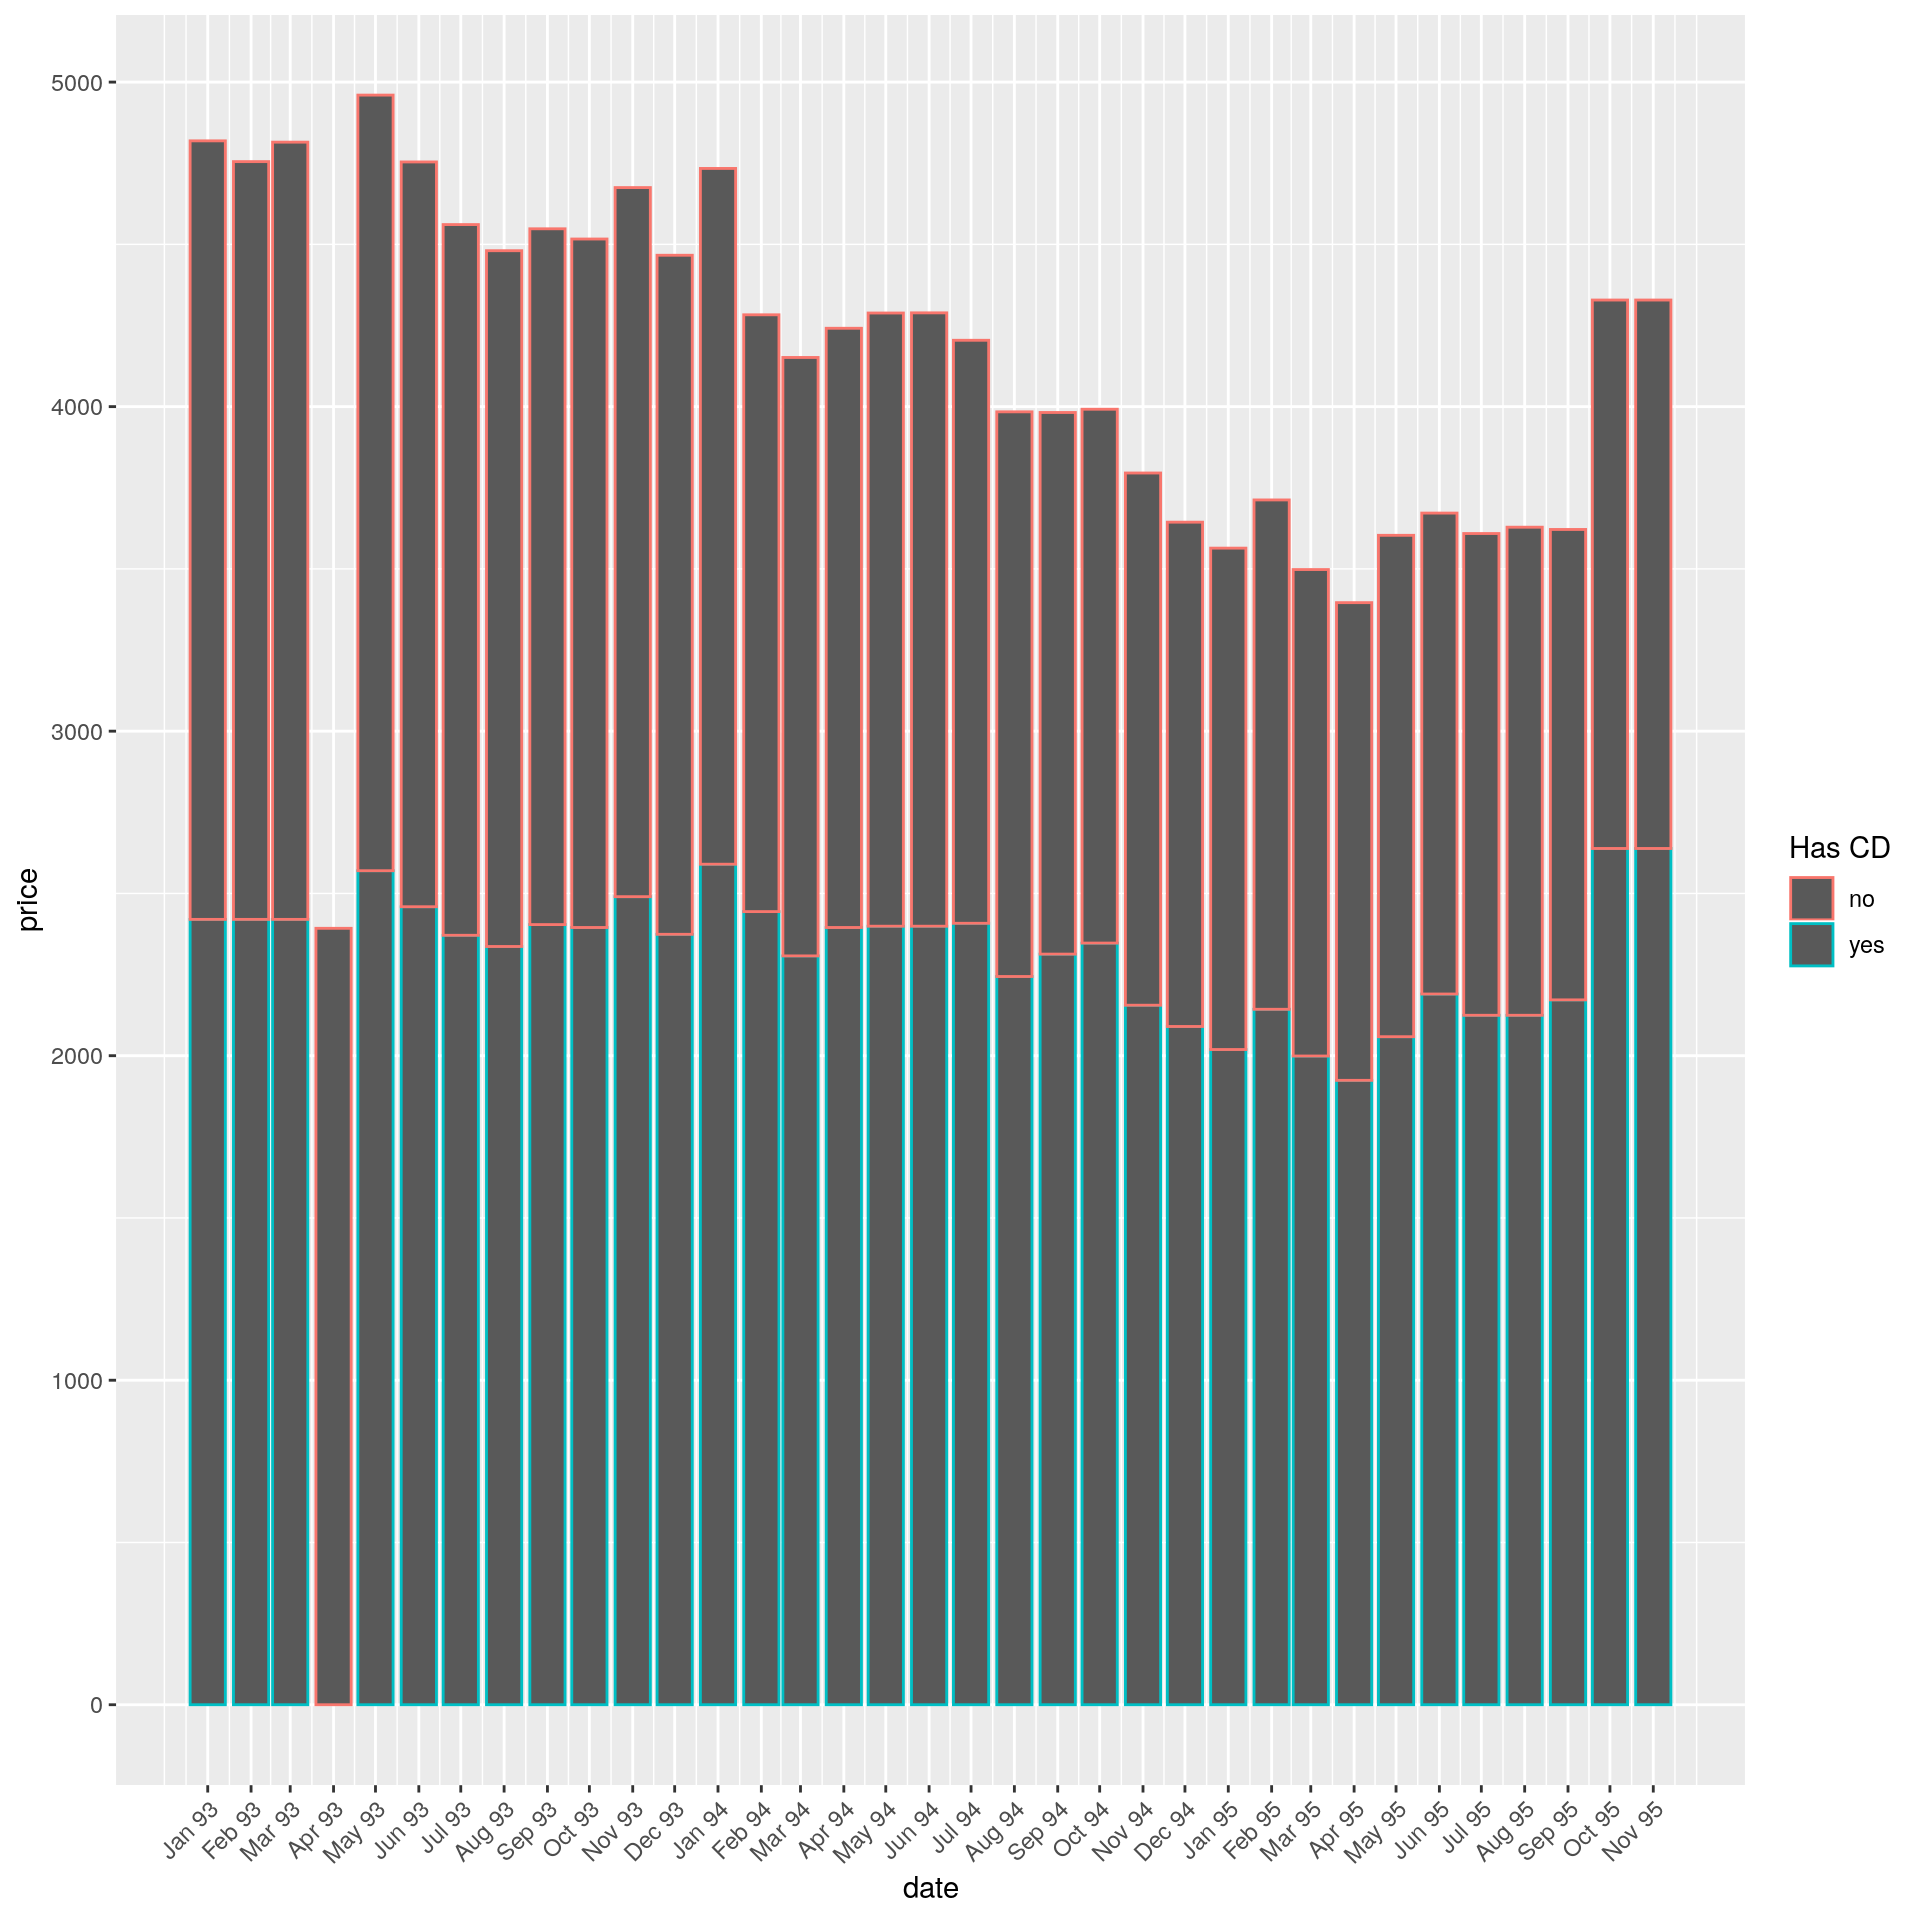 5000
4000
3000
2000
1000
0
price
Jan 93
Feb 93
Mar 93
Apr 93
May 93
Jun 93
Jul 93
Aug 93
Sep 93
Oct 93
Nov 93
Dec 93
Jan 94
Feb 94
Mar 94
Apr 94
May 94
Jun 94
Jul 94
Aug 94
Sep 94
Oct 94
Nov 94
Dec 94
Jan 95
Feb 95
Mar 95
Apr 95
May 95
Jun 95
Jul 95
Aug 95
Sep 95
Oct 95
Nov 95
date
Has CD
no
yes